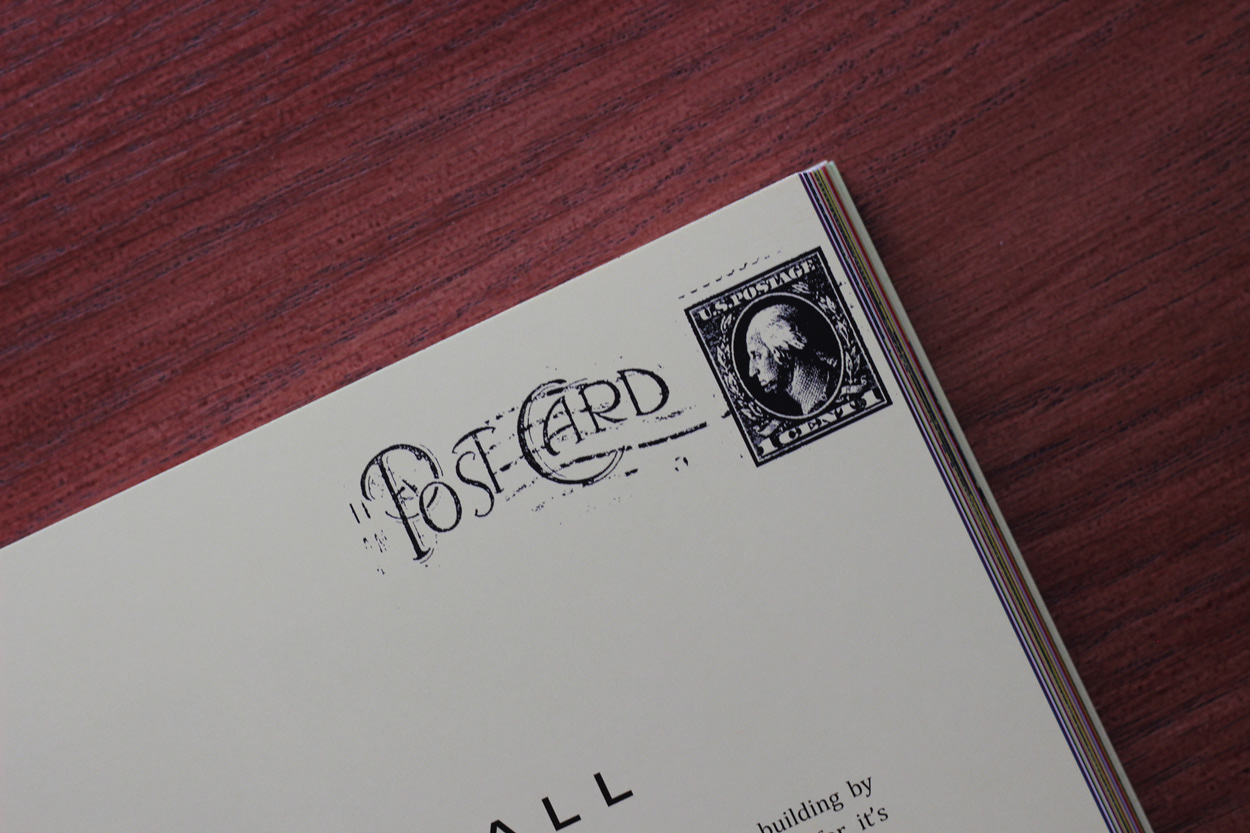 U.S. POSTAGE
1 CENT 1
POST CARD
ALL
building by
it's